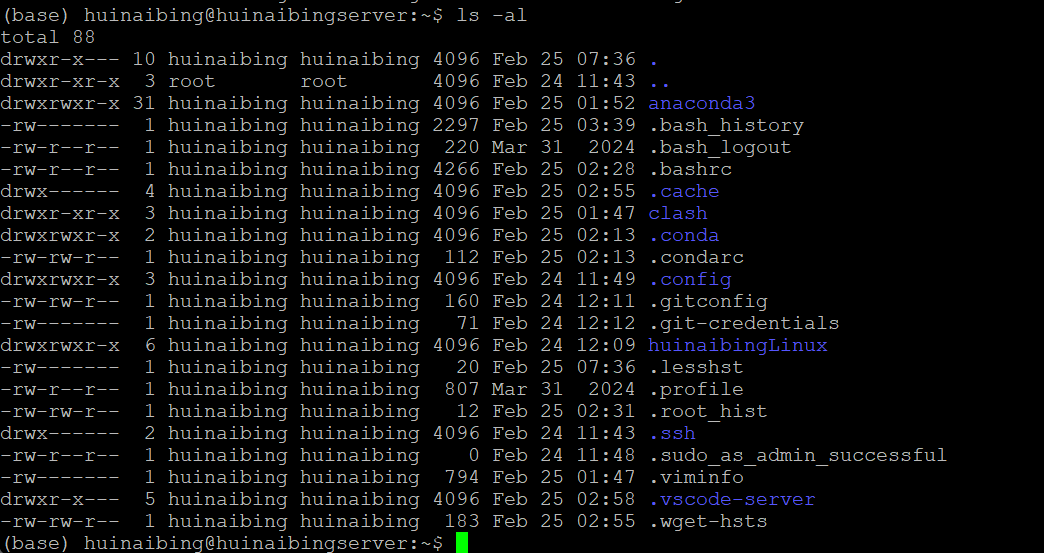 (base) huinaibing@huinaibingserver:~$ ls -al
total 88
drwxr-x--- 10 huinaibing huinaibing 4096 Feb 25 07:36 .
drwxr-xr-x  3 root       root       4096 Feb 24 11:43 ..
drwxrwxr-x 31 huinaibing huinaibing 4096 Feb 25 01:52 anaconda3
-rw-------  1 huinaibing huinaibing 2297 Feb 25 03:39 .bash_history
-rw-r--r--  1 huinaibing huinaibing  220 Mar 31  2024 .bash_logout
-rw-r--r--  1 huinaibing huinaibing 4266 Feb 25 02:28 .bashrc
drwx------  4 huinaibing huinaibing 4096 Feb 25 02:55 .cache
drwxr-xr-x  3 huinaibing huinaibing 4096 Feb 25 01:47 clash
drwxrwxr-x  2 huinaibing huinaibing 4096 Feb 25 02:13 .conda
-rw-rw-r--  1 huinaibing huinaibing  112 Feb 25 02:13 .condarc
drwxrwxr-x  3 huinaibing huinaibing 4096 Feb 24 11:49 .config
-rw-rw-r--  1 huinaibing huinaibing  160 Feb 24 12:11 .gitconfig
-rw-------  1 huinaibing huinaibing   71 Feb 24 12:12 .git-credentials
drwxrwxr-x  6 huinaibing huinaibing 4096 Feb 24 12:09 huinaibingLinux
-rw-------  1 huinaibing huinaibing   20 Feb 25 07:36 .lesshst
-rw-r--r--  1 huinaibing huinaibing  807 Mar 31  2024 .profile
-rw-rw-r--  1 huinaibing huinaibing   12 Feb 25 02:31 .root_hist
drwx------  2 huinaibing huinaibing 4096 Feb 24 11:43 .ssh
-rw-r--r--  1 huinaibing huinaibing    0 Feb 24 11:48 .sudo_as_admin_successful
-rw-------  1 huinaibing huinaibing  794 Feb 25 01:47 .viminfo
drwxr-x---  5 huinaibing huinaibing 4096 Feb 25 02:58 .vscode-server
-rw-rw-r--  1 huinaibing huinaibing  183 Feb 25 02:55 .wget-hsts
(base) huinaibing@huinaibingserver:~$